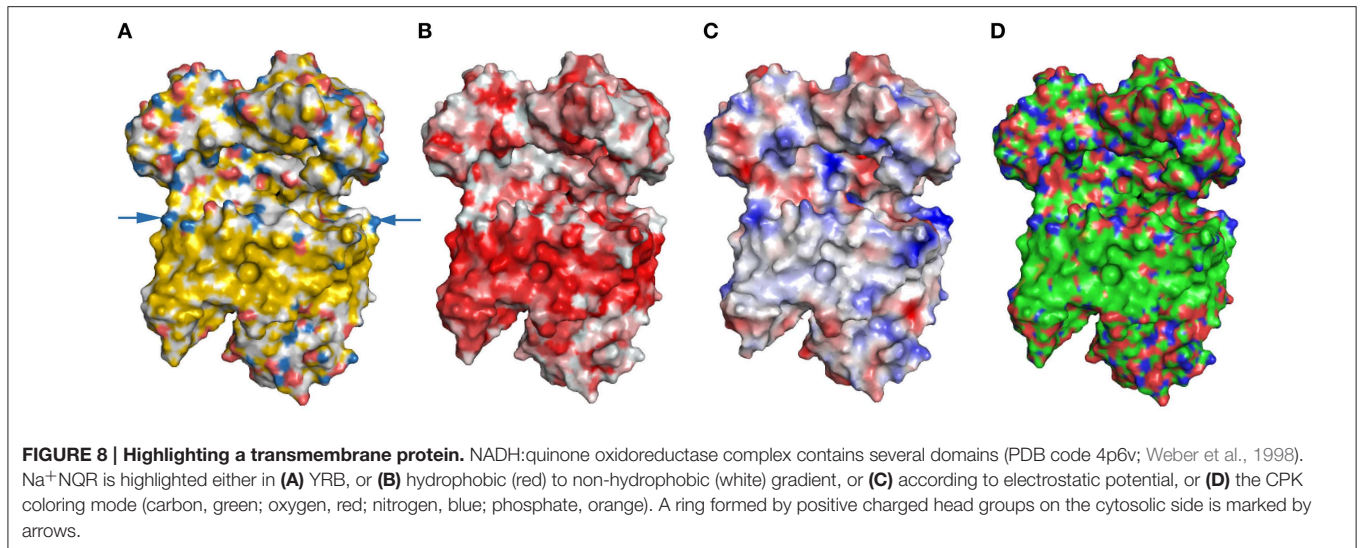 A
B
C
D
FIGURE 8 | Highlighting a transmembrane protein. NADH:quinone oxidoreductase complex contains several domains (PDB code 4p6v; Weber et al., 1998).
Na+NQR is highlighted either in (A) YRB, or (B) hydrophobic (red) to non-hydrophobic (white) gradient, or (C) according to electrostatic potential, or (D) the CPK
coloring mode (carbon, green; oxygen, red; nitrogen, blue; phosphate, orange). A ring formed by positive charged head groups on the cytosolic side is marked by
arrows.